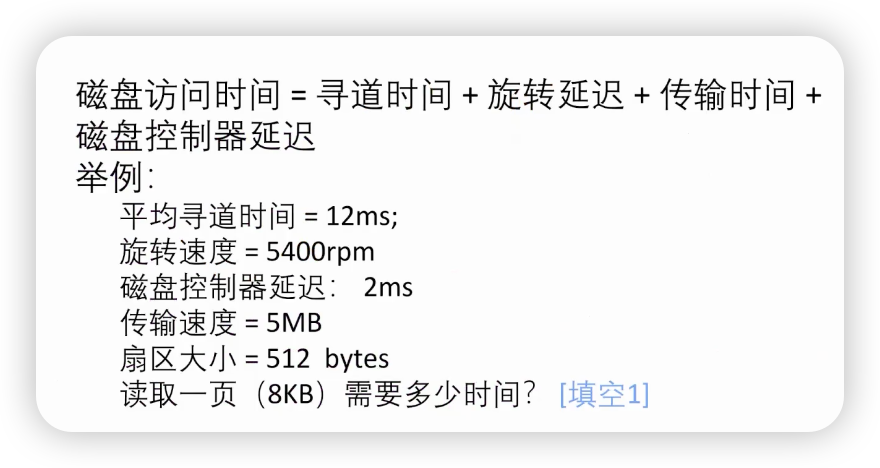 磁盘访问时间 = 寻道时间 + 旋转延迟 + 传输时间 +
磁盘控制器延迟
举例：
平均寻道时间 = 12ms;
旋转速度 = 5400rpm
磁盘控制器延迟： 2ms
传输速度 = 5MB
扇区大小 = 512 bytes
读取一页（8KB）需要多少时间？ [填空1]